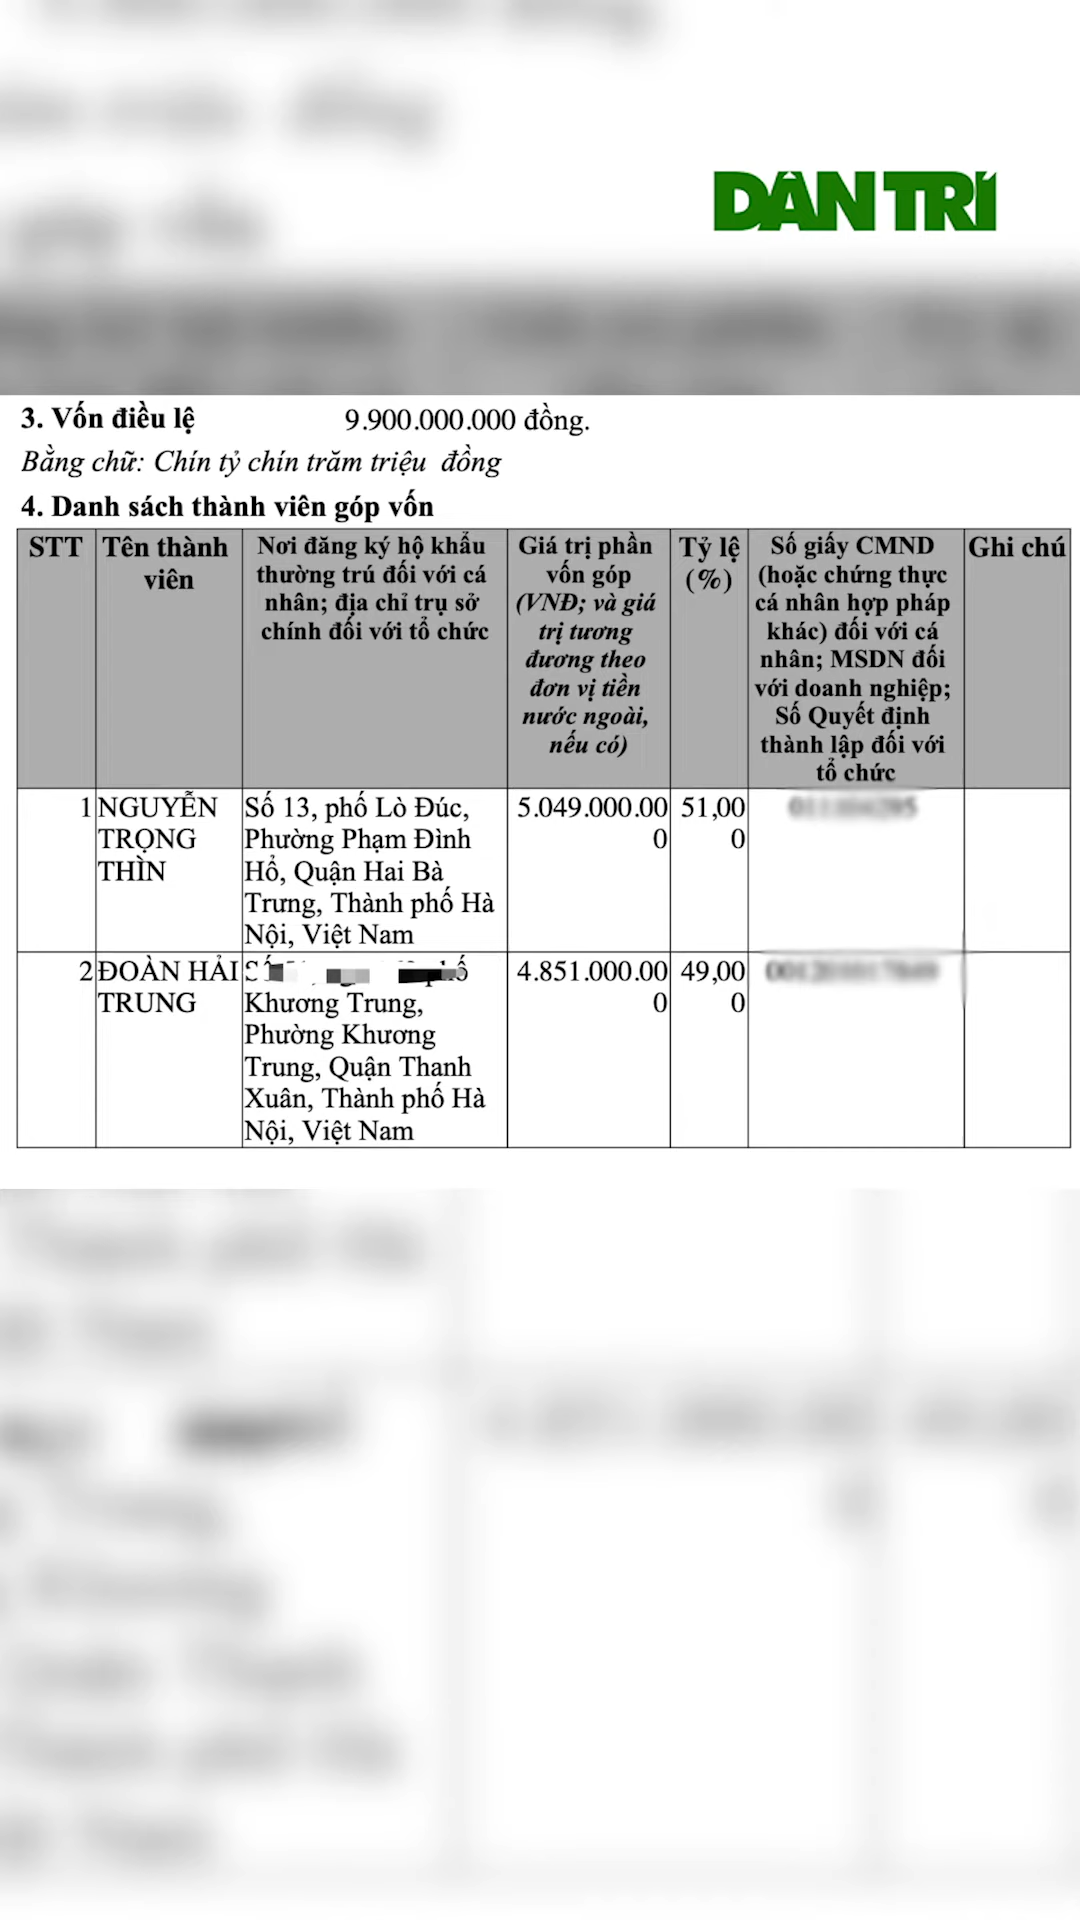 DÂN TRÍ
3. Vốn điều lệ 9.900.000.000 đồng.
Bằng chữ: Chín tỷ chín trăm triệu đồng
4. Danh sách thành viên góp vốn
STT
Tên thành
viên
Nơi đăng ký hộ khẩu
thường trú đối với cá
nhân; địa chỉ trụ sở
chính đối với tổ chức
Giá trị phần
vốn góp
(VNĐ; và giá
trị tương
đương theo
đơn vị tiền
nước ngoài,
nếu có)
Tỷ lệ
(%)
Số giấy CMND
(hoặc chứng thực
cá nhân hợp pháp
khác) đối với cá
nhân; MSDN đối
với doanh nghiệp;
Số Quyết định
thành lập đối với
tổ chức
Ghi chú
1
NGUYỄN
TRỌNG
THÌN
Số 13, phố Lò Đúc,
Phường Phạm Đình
Hổ, Quận Hai Bà
Trưng, Thành phố Hà
Nội, Việt Nam
5.049.000.00
0
51,00
0
2
ĐOÀN HẢI
TRUNG
phố
Khương Trung,
Phường Khương
Trung, Quận Thanh
Xuân, Thành phố Hà
Nội, Việt Nam
4.851.000.00
0
49,00
0